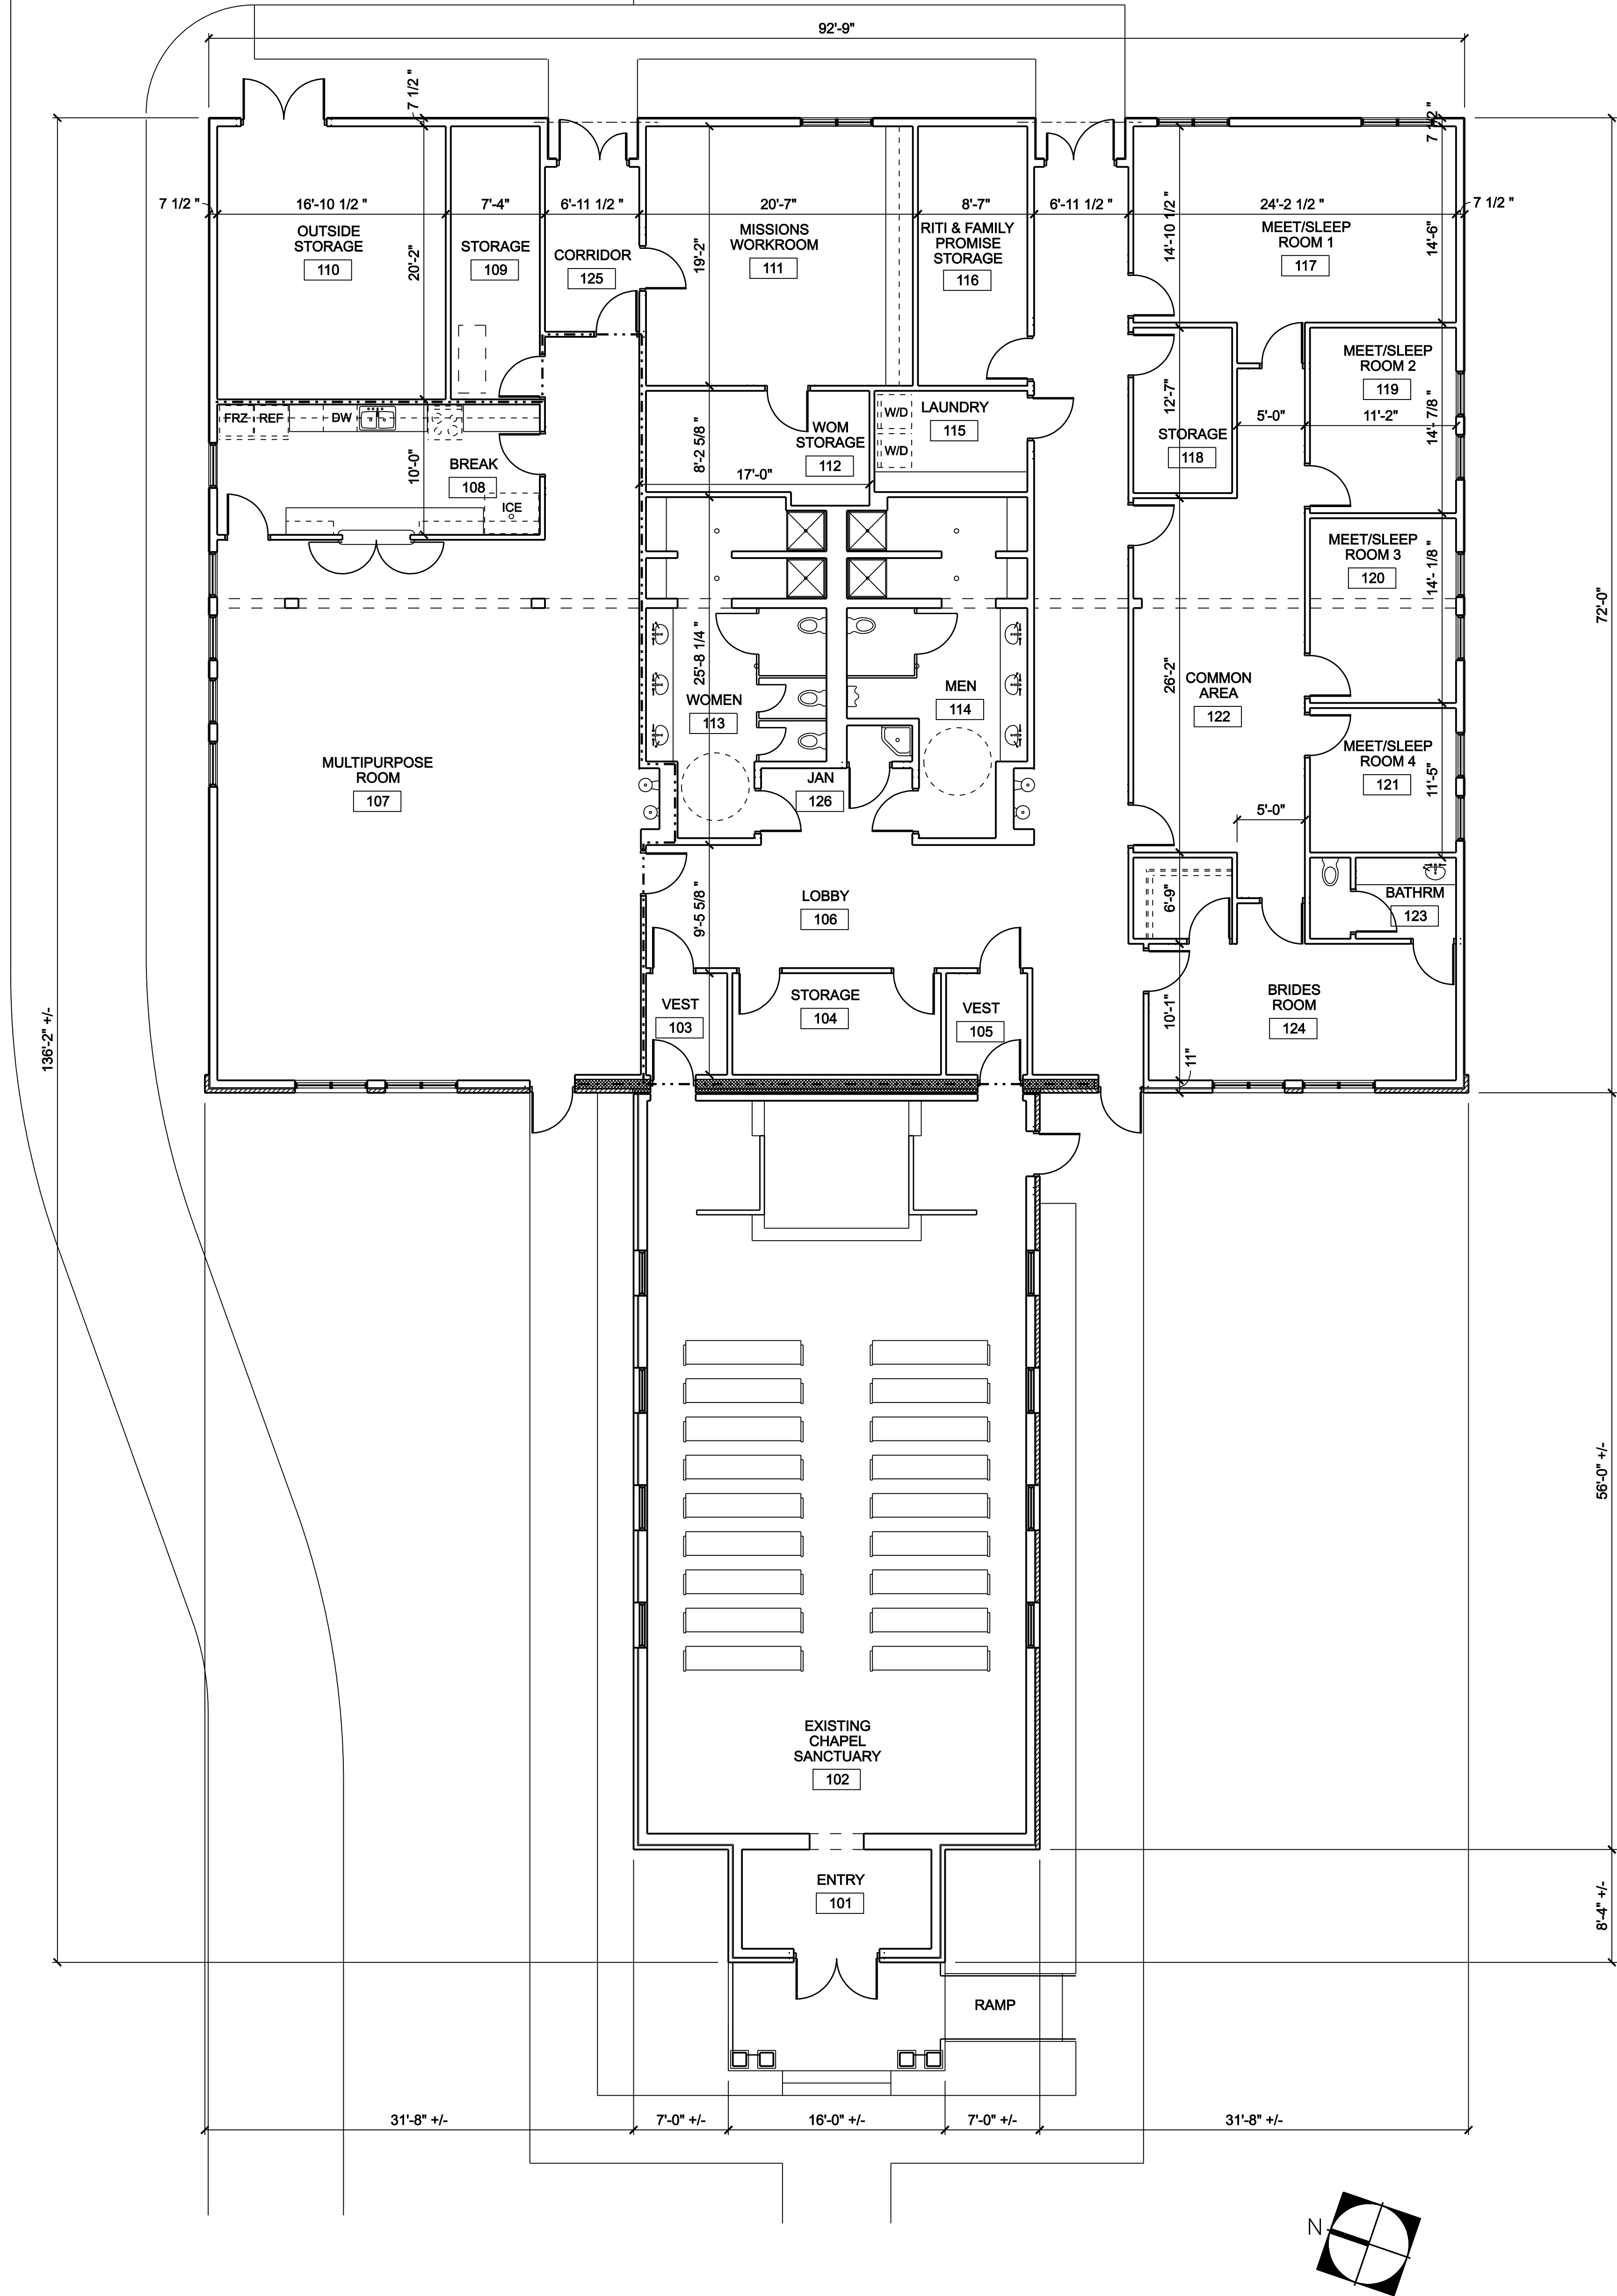 92'-9"
7 1/2 "
7 1/2 "
7 1/2 "
16'-10 1/2 "
7'-4"
6'-11 1/2 "
20'-7"
8'-7"
6'-11 1/2 "
24'-2 1/2 "
7 1/2 "
OUTSIDE
STORAGE
110
20'-2"
STORAGE
109
CORRIDOR
125
19'-2"
MISSIONS
WORKROOM
111
RITI & FAMILY
PROMISE
STORAGE
116
14'-10 1/2 "
MEET/SLEEP
ROOM 1
117
14'-6"
MEET/SLEEP
ROOM 2
119
12'-7"
5'-0"
11'-2"
14'- 7/8 "
FRZ
REF
DW
BREAK
108
10'-0"
ICE
8'-2 5/8 "
17'-0"
WOM
STORAGE
112
W/D
W/D
LAUNDRY
115
STORAGE
118
MEET/SLEEP
ROOM 3
120
14'- 1/8 "
72'-0"
25'-8 1/4 "
WOMEN
113
MEN
114
26'-2"
COMMON
AREA
122
MULTIPURPOSE
ROOM
107
JAN
126
MEET/SLEEP
ROOM 4
121
11'-5"
5'-0"
9'-5 5/8 "
LOBBY
106
6'-9"
BATHRM
123
VEST
103
STORAGE
104
VEST
105
10'-1"
BRIDES
ROOM
124
11"
136'-2" +/-
56'-0" +/-
EXISTING
CHAPEL
SANCTUARY
102
ENTRY
101
8'-4" +/-
RAMP
31'-8" +/-
7'-0" +/-
16'-0" +/-
7'-0" +/-
31'-8" +/-
N